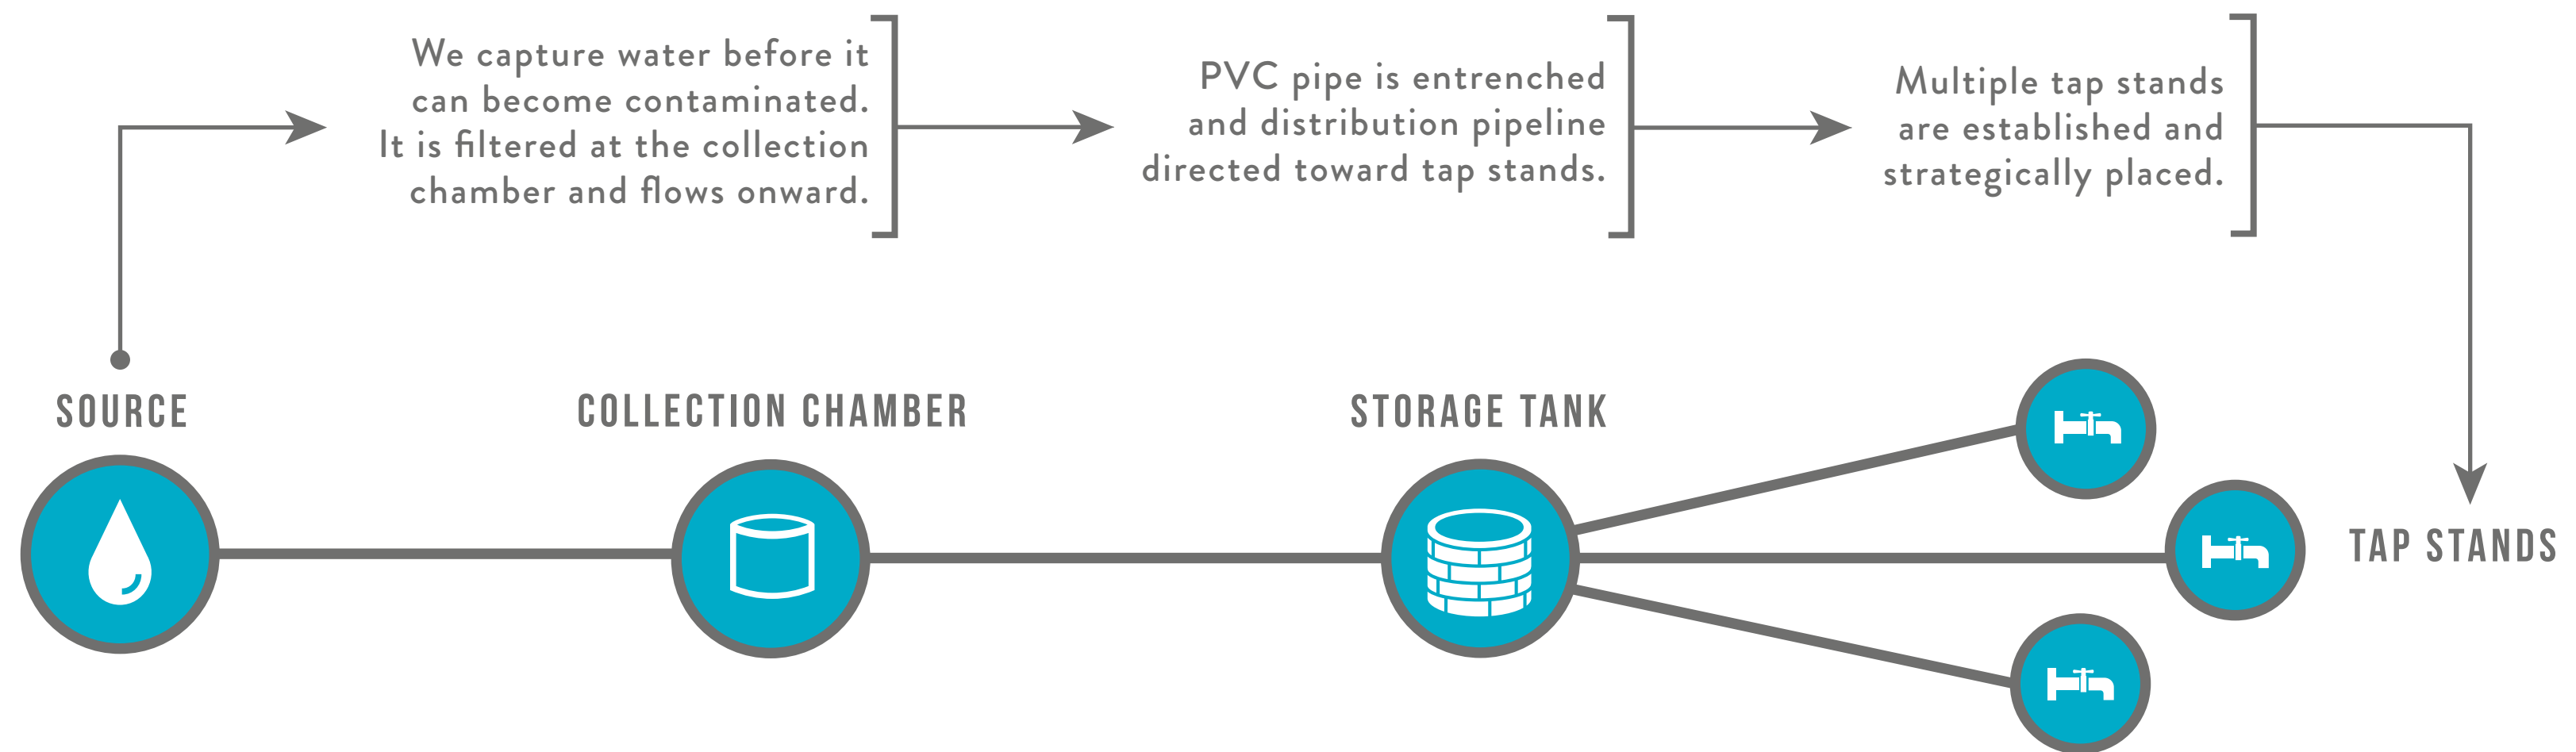 We capture water before it
can become contaminated.
It is filtered at the collection
chamber and flows onward.
PVC pipe is entrenched
and distribution pipeline
directed toward tap stands.
Multiple tap stands
are established and
strategically placed.
SOURCE
COLLECTION CHAMBER
STORAGE TANK
TAP STANDS